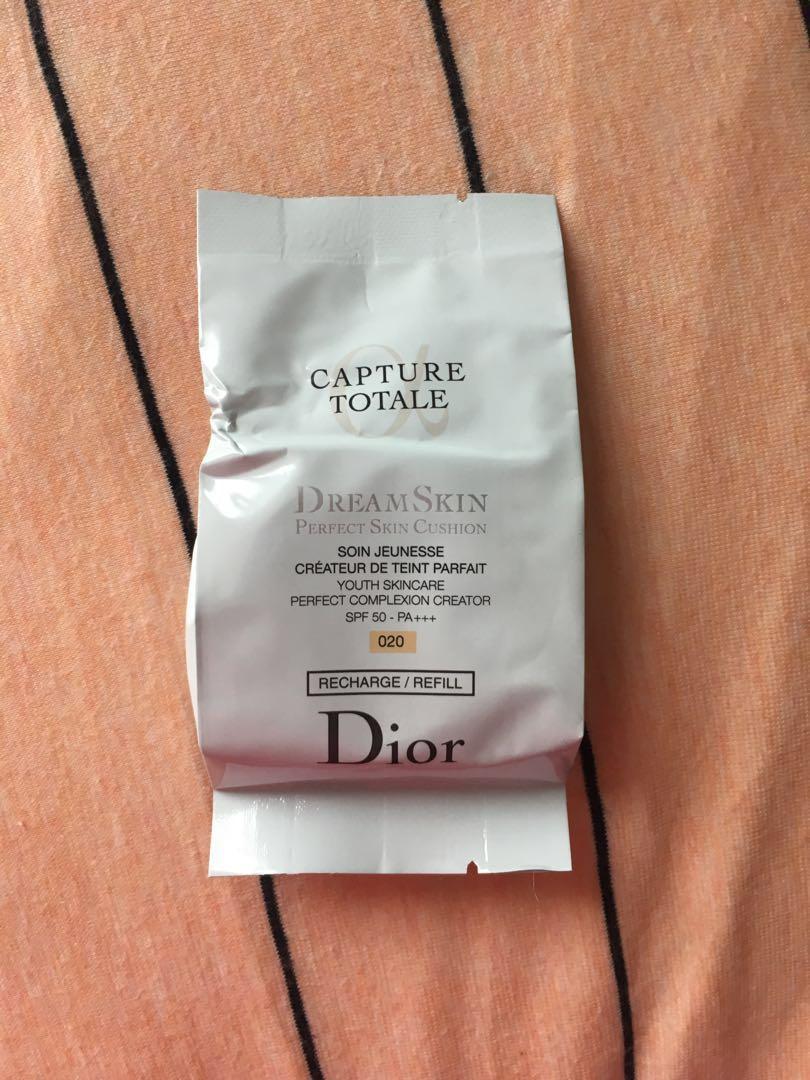 CAPTURE
TOTALE
DREAMSKIN
PERFECT SKIN CUSHION
SOIN JEUNESSE
CRÉATEUR DE TEINT PARFAIT
YOUTH SKINCARE
PERFECT COMPLEXION CREATOR
SPF 50 - PA+++
020
RECHARGE / REFILL
Dior